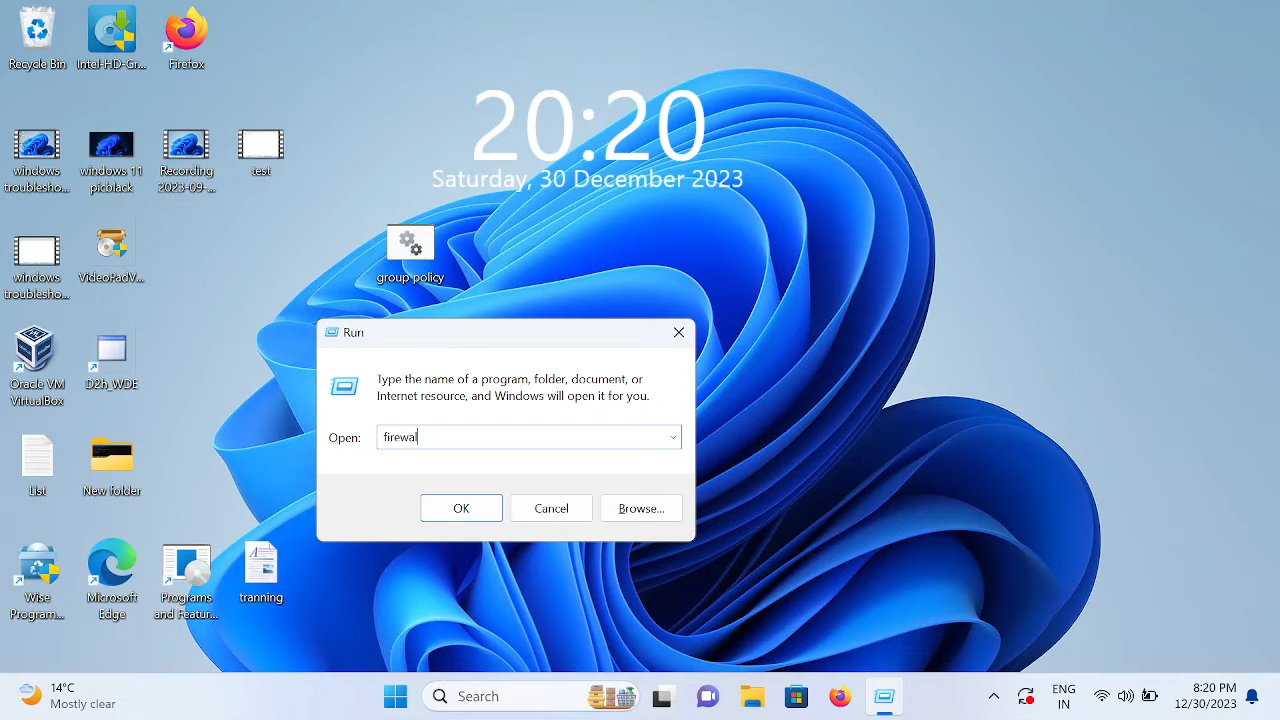 Recycle Bin
Intel-HD-Gr...
Firefox
20:20
Saturday, 30 December 2023
windows
troublesho...
windows 11
picblack
Recording
2023-09-...
test
group policy
windows
troublesho...
VideoPadV...
Oracle VM
VirtualBox
D2h_WDE
List
New folder
Wise
Program...
Microsoft
Edge
Programs
and Featur...
tranning
Run
Type the name of a program, folder, document, or
Internet resource, and Windows will open it for you.
Open:
firewal
OK
Cancel
Browse...
14°C
Mostly clear
Search
ENG
IN
8:20 PM
12/30/2023